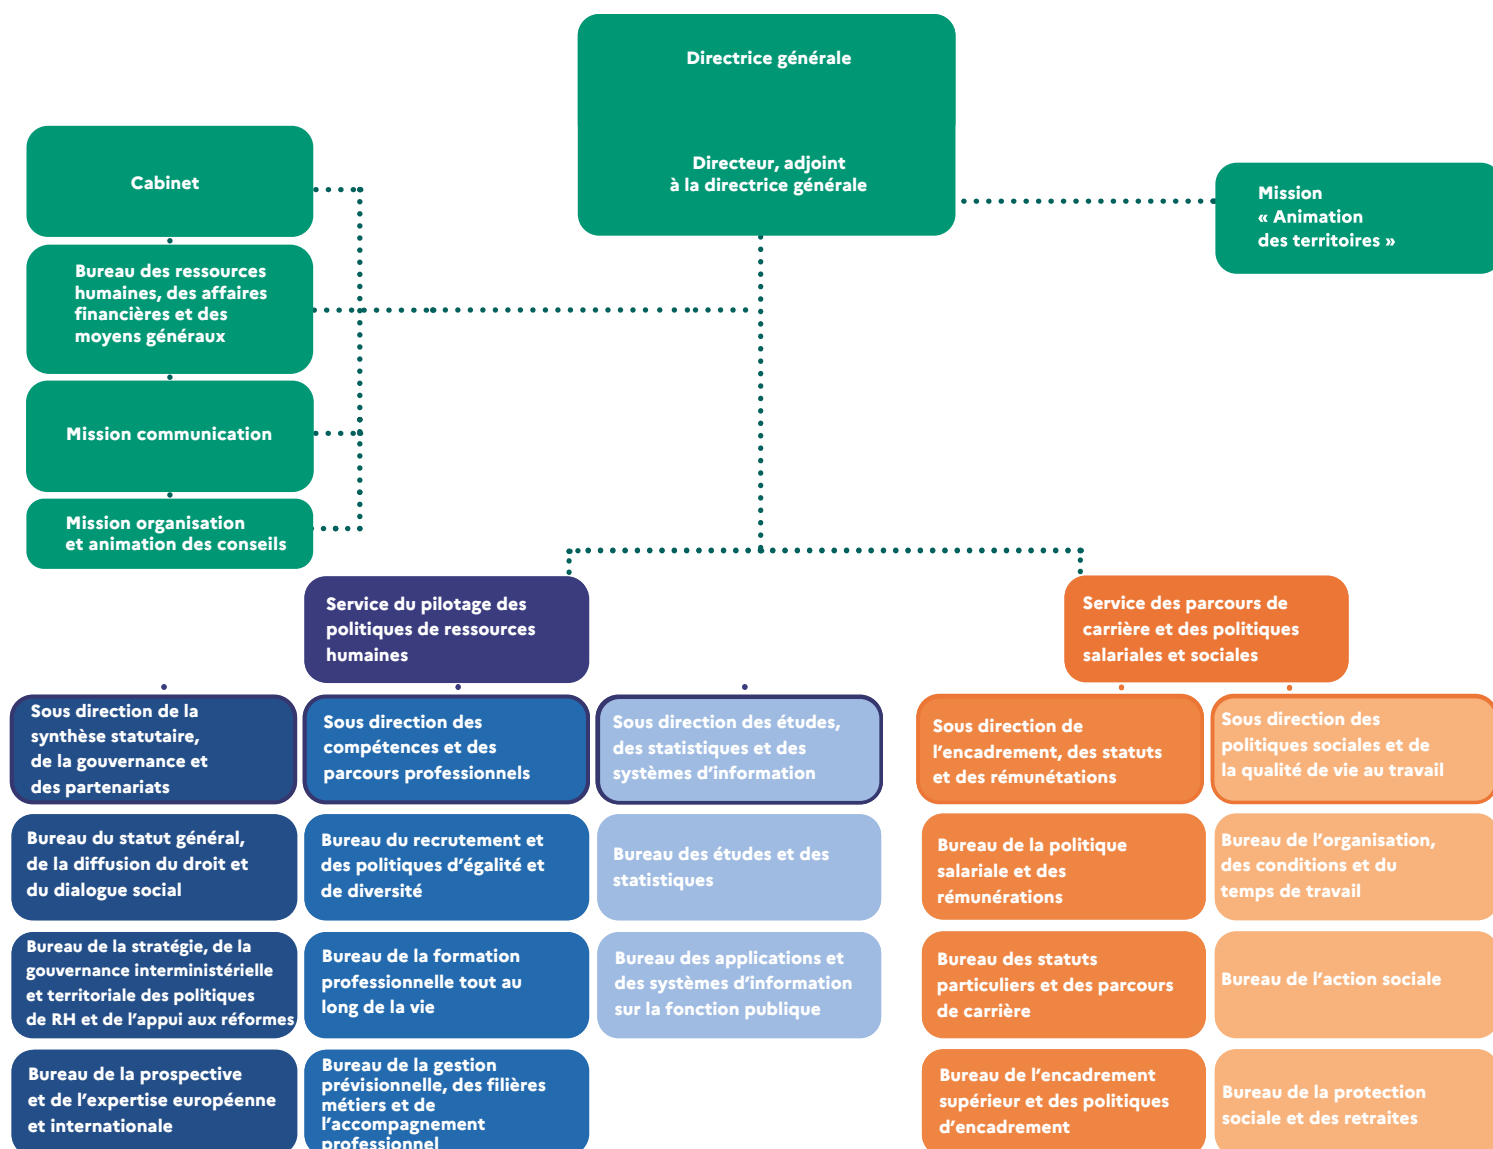 Directrice générale
Directeur, adjoint
à la directrice générale
Cabinet
Mission
« Animation
des territoires »
Bureau des ressources
humaines, des affaires
financières et des
moyens généraux
Mission communication
Mission organisation
et animation des conseils
Service du pilotage des
politiques de ressources
humaines
Service des parcours de
carrière et des politiques
salariales et sociales
Sous direction de la
synthèse statutaire,
de la gouvernance et
des partenariats
Sous direction des
compétences et des
parcours professionnels
Sous direction des études,
des statistiques et des
systèmes d'information
Sous direction de
l'encadrement, des statuts
et des rémunétations
Sous direction des
politiques sociales et de
la qualité de vie au travail
Bureau du statut général,
de la diffusion du droit et
du dialogue social
Bureau du recrutement et
des politiques d'égalité et
de diversité
Bureau des études et des
statistiques
Bureau de la politique
salariale et des
rémunérations
Bureau de l'organisation,
des conditions et du
temps de travail
Bureau de la stratégie, de la
gouvernance interministérielle
et territoriale des politiques
de RH et de l'appui aux réformes
Bureau de la formation
professionnelle tout au
long de la vie
Bureau des applications et
des systèmes d'information
sur la fonction publique
Bureau des statuts
particuliers et des parcours
de carrière
Bureau de l'action sociale
Bureau de la prospective
et de l'expertise européenne
et internationale
Bureau de la gestion
prévisionnelle, des filières
métiers et de
l'accompagnement
professionnel
Bureau de l'encadrement
supérieur et des politiques
d'encadrement
Bureau de la protection
sociale et des retraites